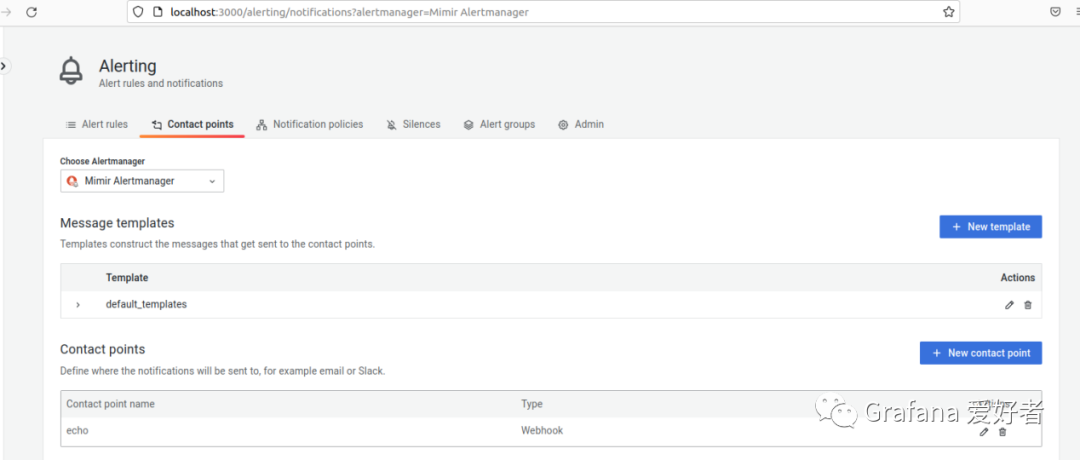 localhost:3000/alerting/notifications?alertmanager=Mimir Alertmanager
Alerting
Alert rules and notifications
Alert rules Contact points Notification policies Silences Alert groups Admin
Choose Alertmanager
Mimir Alertmanager
Message templates
+ New template
Templates construct the messages that get sent to the contact points.
Template Actions
default_templates
Contact points
+ New contact point
Define where the notifications will be sent to, for example email or Slack.
Contact point name Type
Grafana 爱好者
echo Webhook